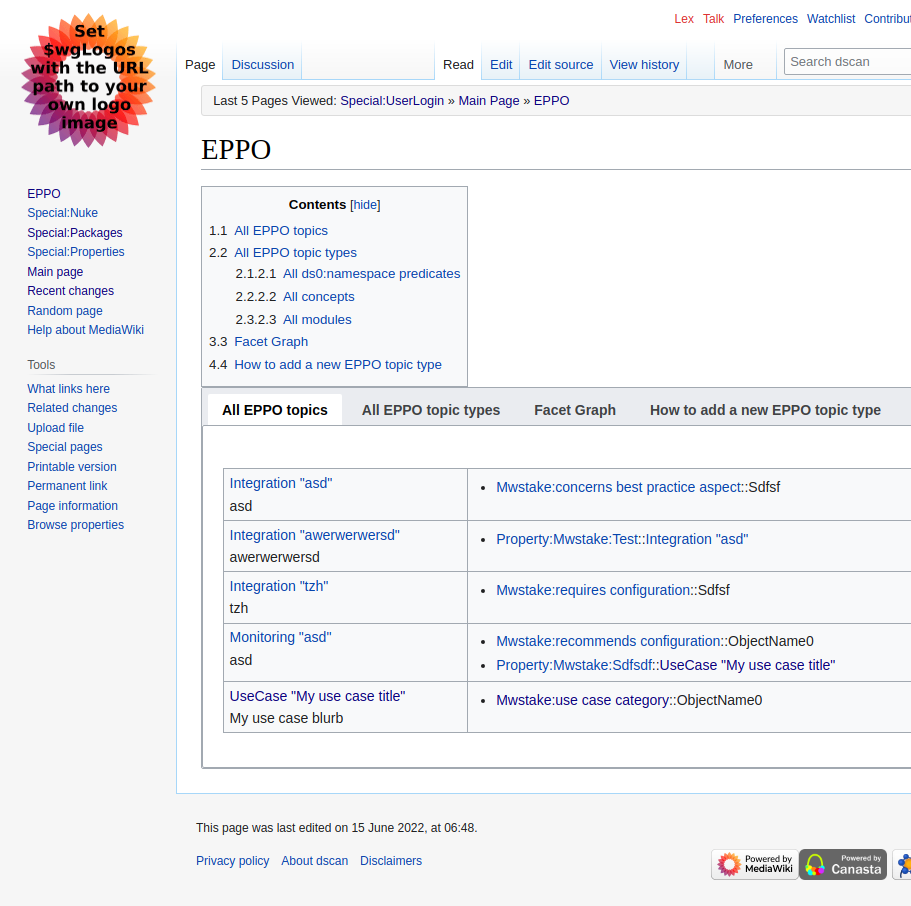 Set
$wgLogos
with the URL
path to your
own logo
image
Lex Talk Preferences Watchlist Contribut
Page Discussion Read Edit Edit source View history More Search dscan
Last 5 Pages Viewed: Special:UserLogin » Main Page » EPPO
EPPO
EPPO
Special:Nuke
Special:Packages
Special:Properties
Main page
Recent changes
Random page
Help about MediaWiki
Tools
What links here
Related changes
Upload file
Special pages
Printable version
Permanent link
Page information
Browse properties
Contents [hide]
1.1 All EPPO topics
2.2 All EPPO topic types
2.1.2.1 All ds0:namespace predicates
2.2.2.2 All concepts
2.3.2.3 All modules
3.3 Facet Graph
4.4 How to add a new EPPO topic type
All EPPO topics All EPPO topic types Facet Graph How to add a new EPPO topic type
Integration "asd"
asd
• Mwstake:concerns best practice aspect::Sdfsf
Integration "awerwerwersd"
awerwerwersd
• Property:Mwstake:Test::Integration "asd"
Integration "tzh"
tzh
• Mwstake:requires configuration::Sdfsf
Monitoring "asd"
asd
• Mwstake:recommends configuration::ObjectName0
• Property:Mwstake:Sdfsdf::UseCase "My use case title"
UseCase "My use case title"
My use case blurb
• Mwstake:use case category::ObjectName0
This page was last edited on 15 June 2022, at 06:48.
Privacy policy About dscan Disclaimers
Powered by
MediaWiki
Powered by
Canasta